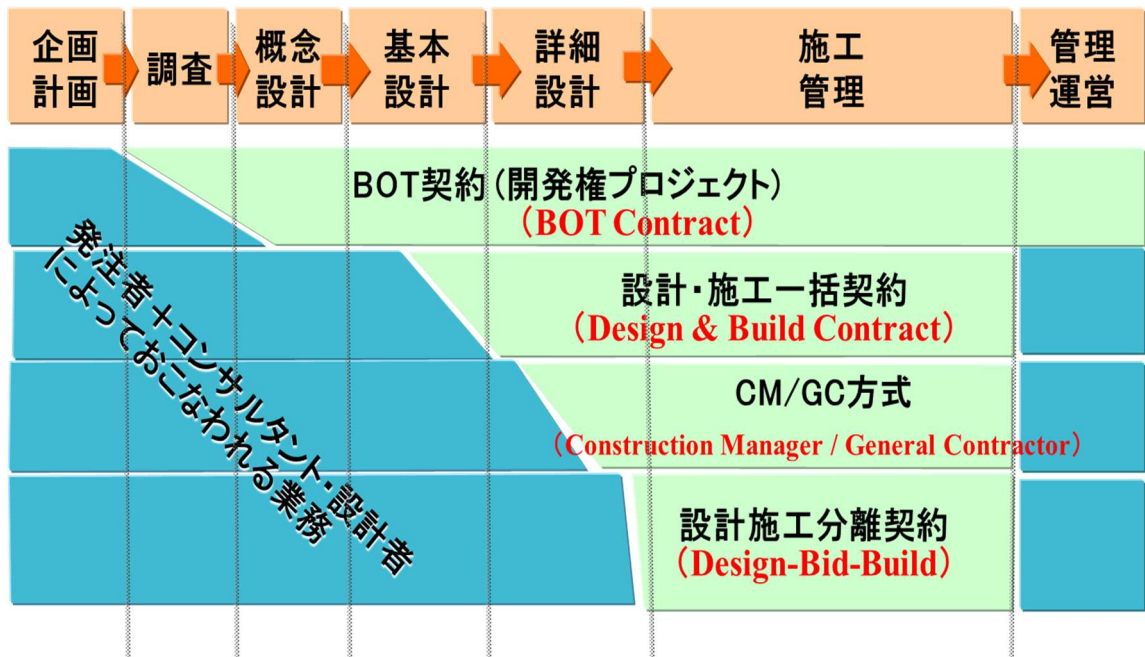 企画
計画
調査
概念
設計
基本
設計
詳細
設計
施工
管理
管理
運営
BOT契約(開発権プロジェクト)
(BOT Contract)
設計・施工一括契約
(Design & Build Contract)
CM/GC方式
(Construction Manager / General Contractor)
設計施工分離契約
(Design-Bid-Build)
発注者+コンサルタント・設計者
によっておこなわれる業務